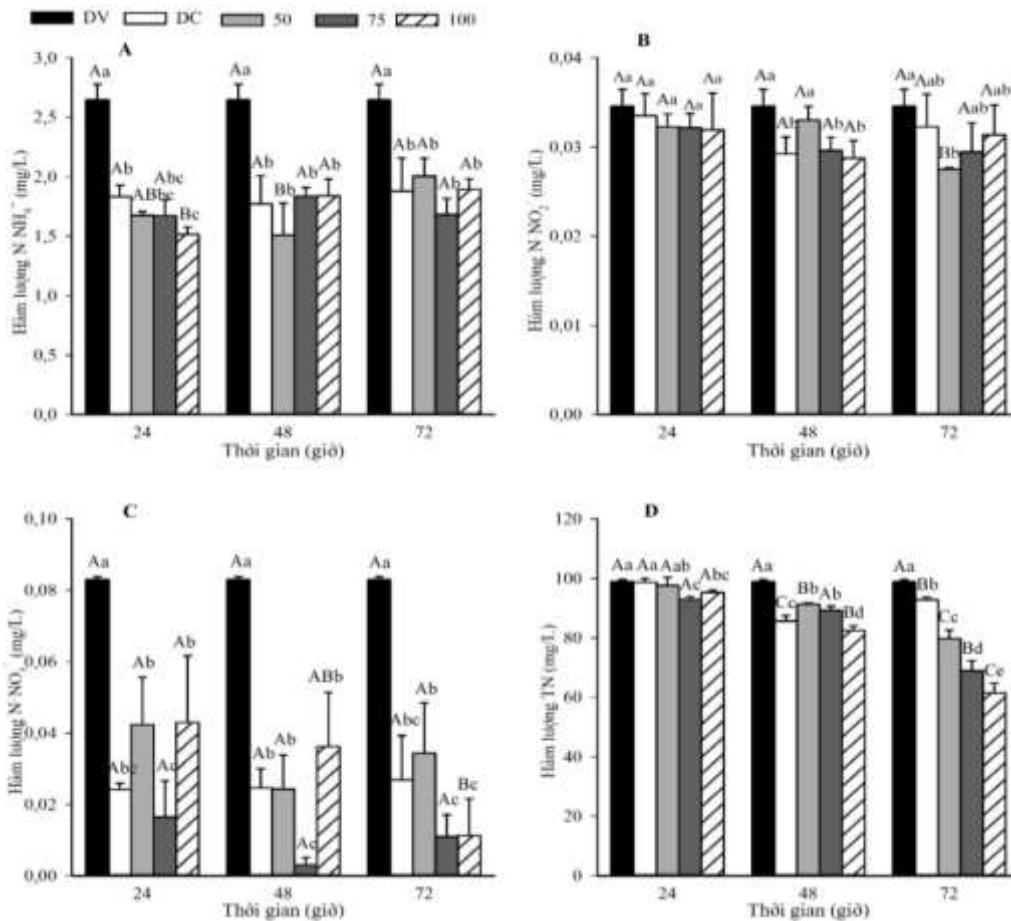 DV DC 50 75 100
A
3,0
2,5
2,0
1,5
1,0
0,5
0,0
Hàm lượng N NH4+ (mg/L)
Aa Ab ABbc Abc Bc
Aa Ab Bb Ab Ab
Aa Ab Ab Ab Ab
24 48 72
Thời gian (giờ)
B
0,04
0,03
0,02
0,01
0,00
Hàm lượng N NO2- (mg/L)
Aa Aa Aa Aa Aa
Aa Ab Aa Ab Ab
Aa Aab Bb Aab Aab
24 48 72
Thời gian (giờ)
C
0,10
0,08
0,06
0,04
0,02
0,00
Aa Abc Ab Ac Ab
Aa Ab Ab Ac ABb
Aa Abc Ab Ac Bc
24 48 72
Thời gian (giờ)
D
120
100
80
60
40
20
0
Hàm lượng TN (mg/L)
Aa Aa Aab Ac Abc
Aa Cc Bb Ab Bd
Aa Bb Cc Bd Ce
24 48 72
Thời gian (giờ)